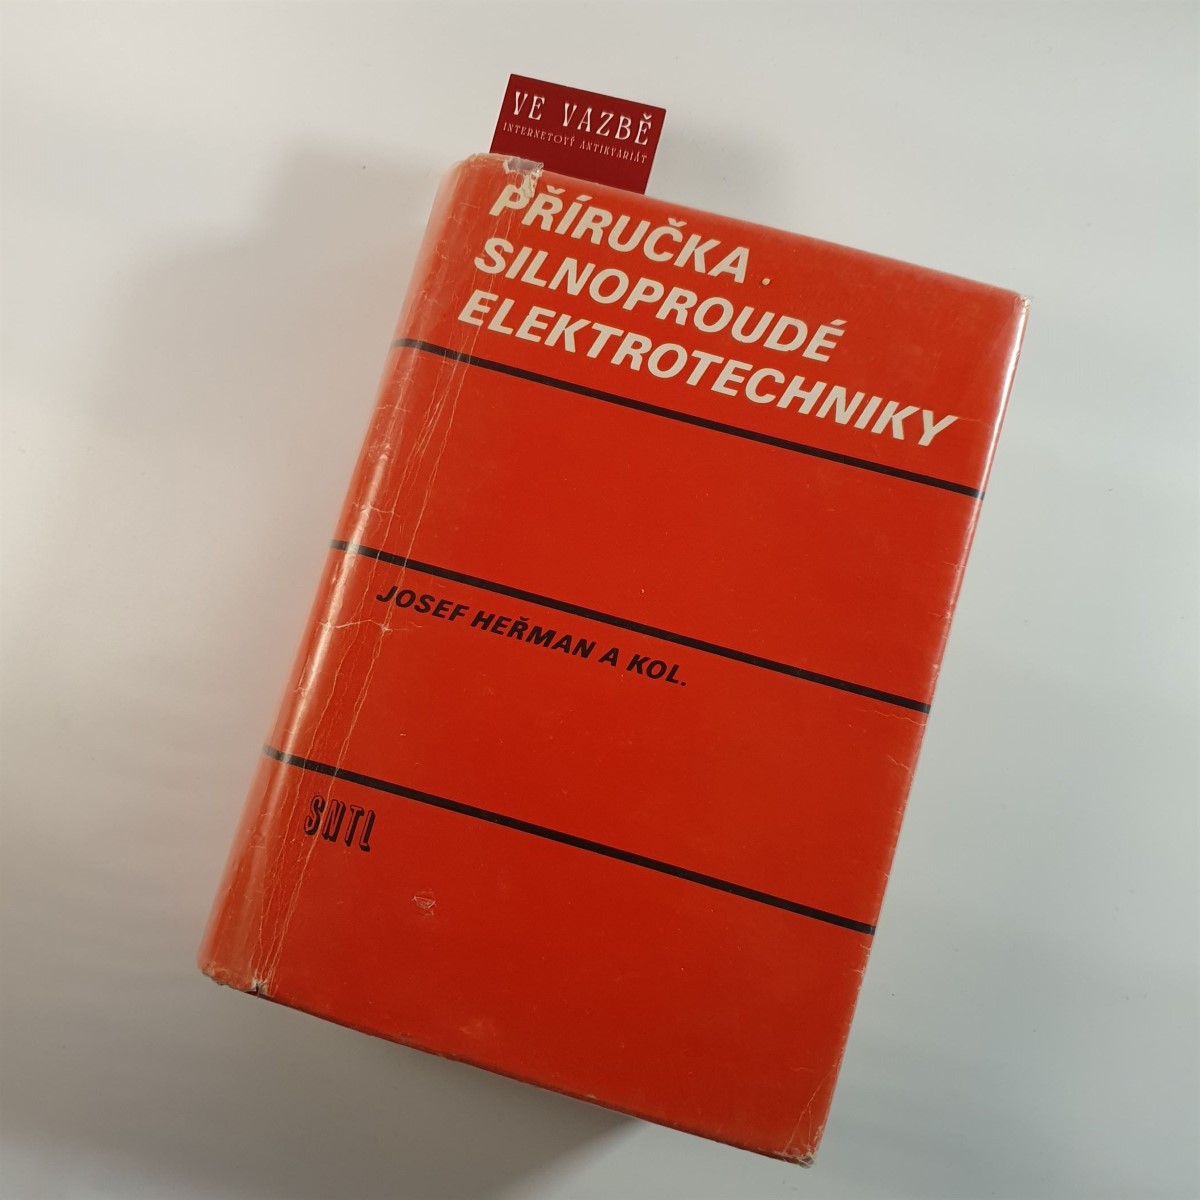 VE VAZBĚ
INTERNETOVÝ ANTIKVARIÁT
PŘÍRUČKA
SILNOPROUDÉ
ELEKTROTECHNIKY
JOSEF HEŘMAN A KOL.
SNTL